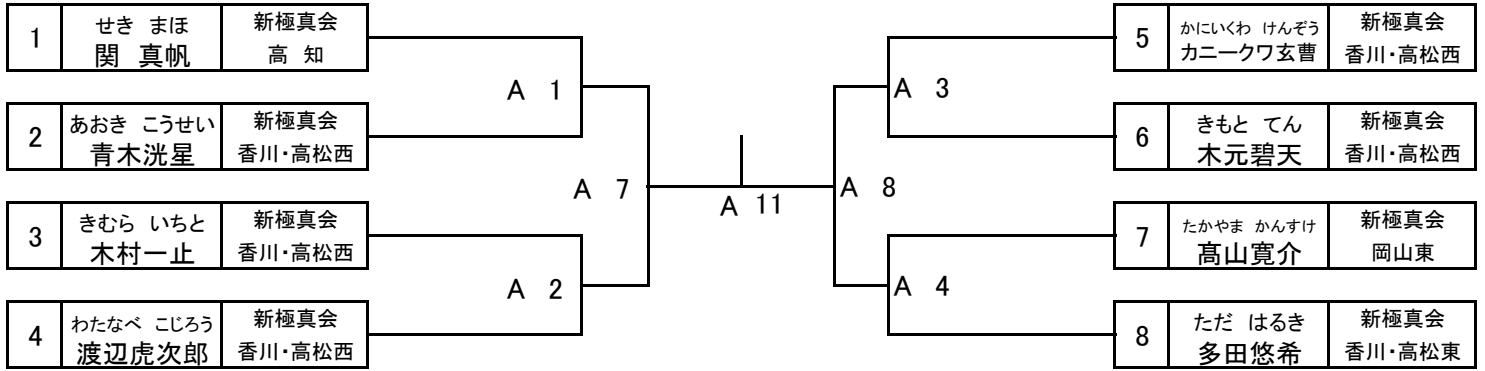 1
せき まほ
関 真帆
新極真会
高 知
2
あおき こうせい
青木洸星
新極真会
香川・高松西
3
きむら いちと
木村一止
新極真会
香川・高松西
4
わたなべ こじろう
渡辺虎次郎
新極真会
香川・高松西
A 1
A 2
A 7
A 11
A 8
A 3
A 4
5
かにいくわ けんぞう
カニークワ玄曹
新極真会
香川・高松西
6
きもと てん
木元碧天
新極真会
香川・高松西
7
たかやま かんすけ
髙山寛介
新極真会
岡山東
8
ただ はるき
多田悠希
新極真会
香川・高松東